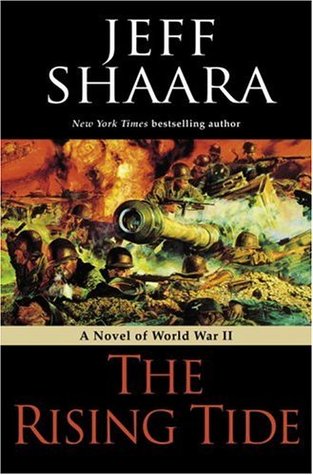 JEFF
SHAARA
New York Times bestselling author
A Novel of World War II
THE
RISING TIDE